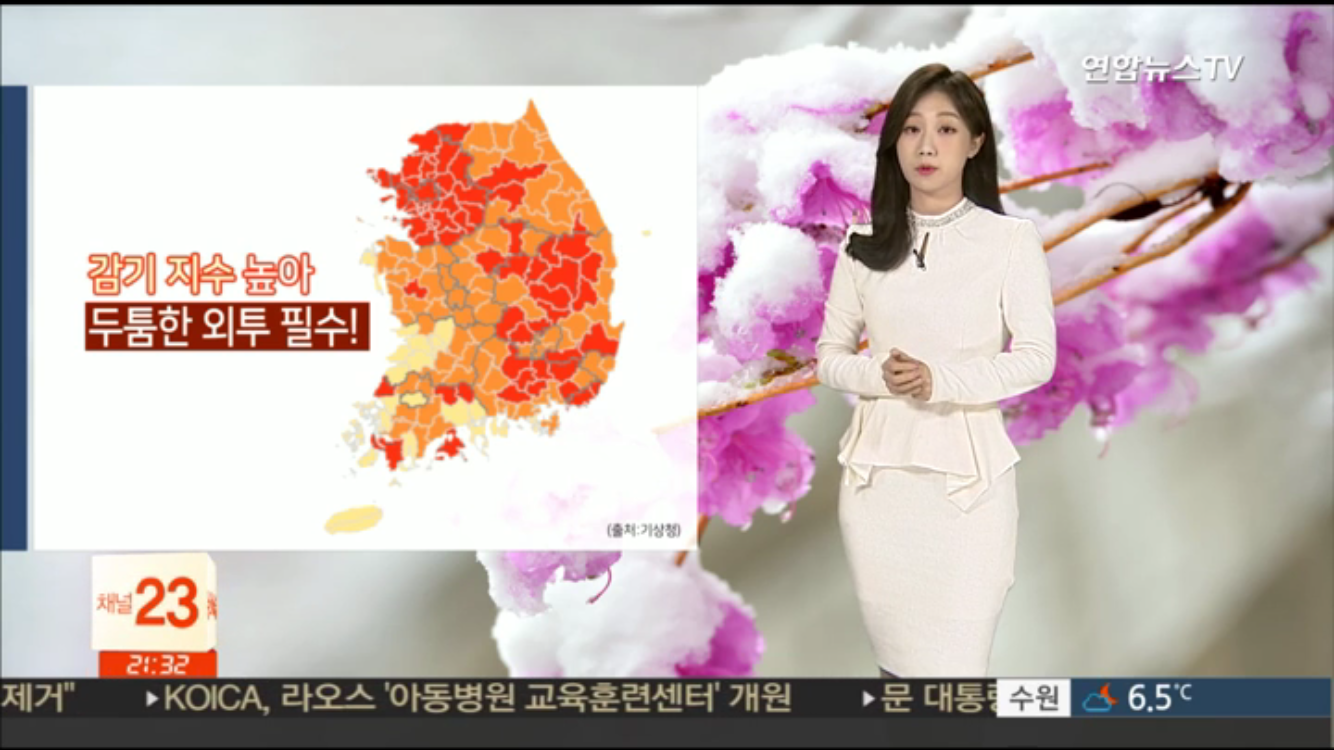 연합뉴스TV
감기 지수 높아
두툼한 외투 필수!
(출처:기상청)
채널 23
21:32
제거" ▶KOICA, 라오스 '아동병원 교육훈련센터' 개원 ▶문 대통령
수원 6.5℃